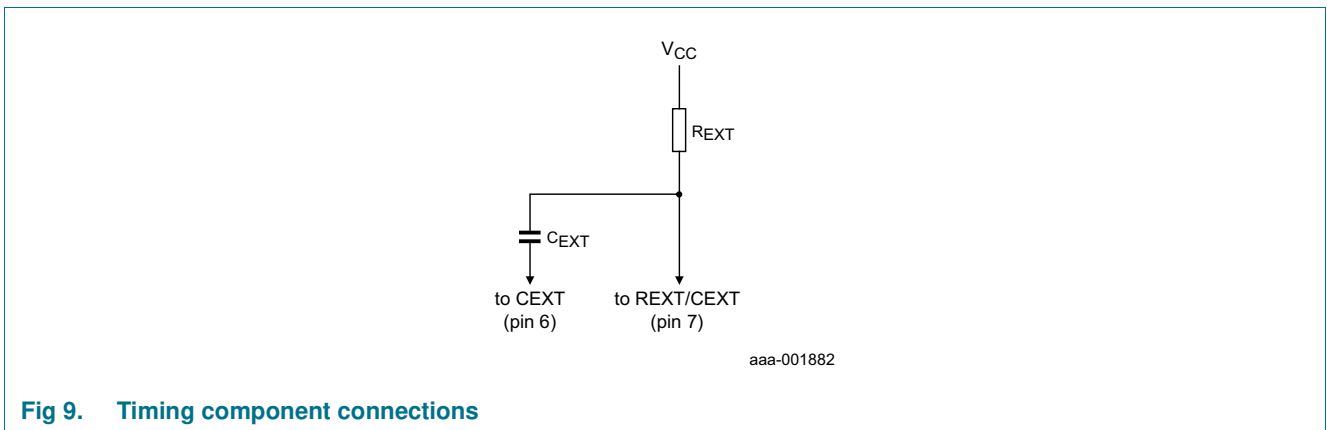 VCC
REXT
CEXT
to CEXT
(pin 6)
to REXT/CEXT
(pin 7)
aaa-001882
Fig 9. Timing component connections